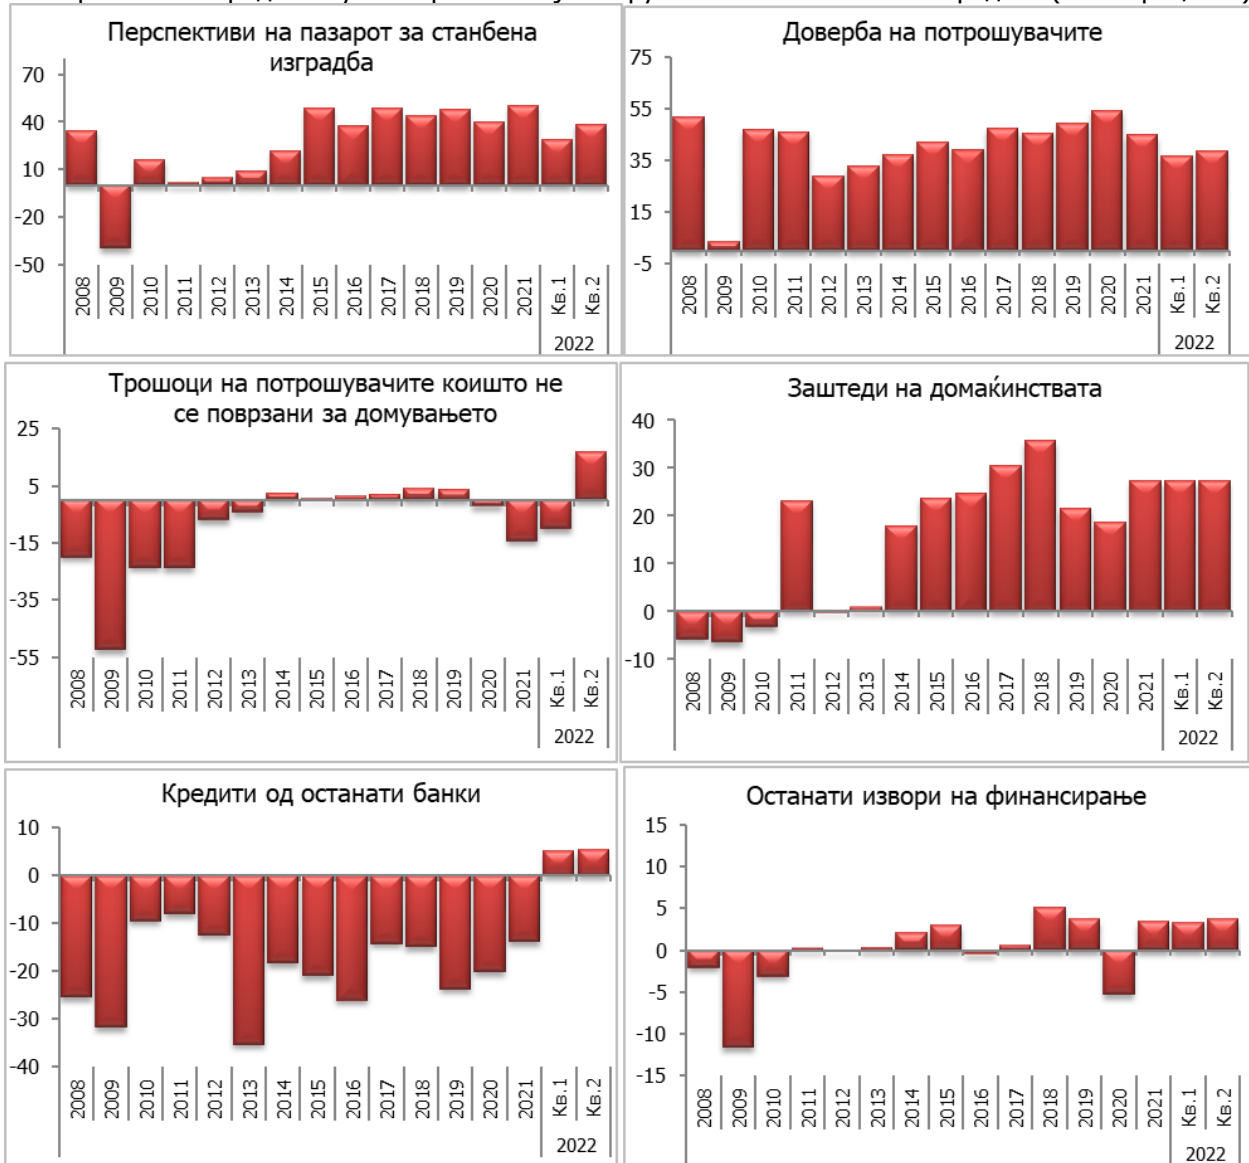 Перспективи на пазарот за станбена
изградба
70
40
10
-20
-50
2008 2009 2010 2011 2012 2013 2014 2015 2016 2017 2018 2019 2020 2021 Кв.1 Кв.2
2022
Доверба на потрошувачите
75
55
35
15
-5
2008 2009 2010 2011 2012 2013 2014 2015 2016 2017 2018 2019 2020 2021 Кв.1 Кв.2
2022
Трошоци на потрошувачите коишто не
се поврзани за домувањето
25
5
-15
-35
-55
2008 2009 2010 2011 2012 2013 2014 2015 2016 2017 2018 2019 2020 2021 Кв.1 Кв.2
2022
Заштеди на домаќинствата
40
30
20
10
0
-10
2008 2009 2010 2011 2012 2013 2014 2015 2016 2017 2018 2019 2020 2021 Кв.1 Кв.2
2022
Кредити од останати банки
10
0
-10
-20
-30
-40
2008 2009 2010 2011 2012 2013 2014 2015 2016 2017 2018 2019 2020 2021 Кв.1 Кв.2
2022
Останати извори на финансирање
15
10
5
0
-5
-10
-15
2008 2009 2010 2011 2012 2013 2014 2015 2016 2017 2018 2019 2020 2021 Кв.1 Кв.2
2022